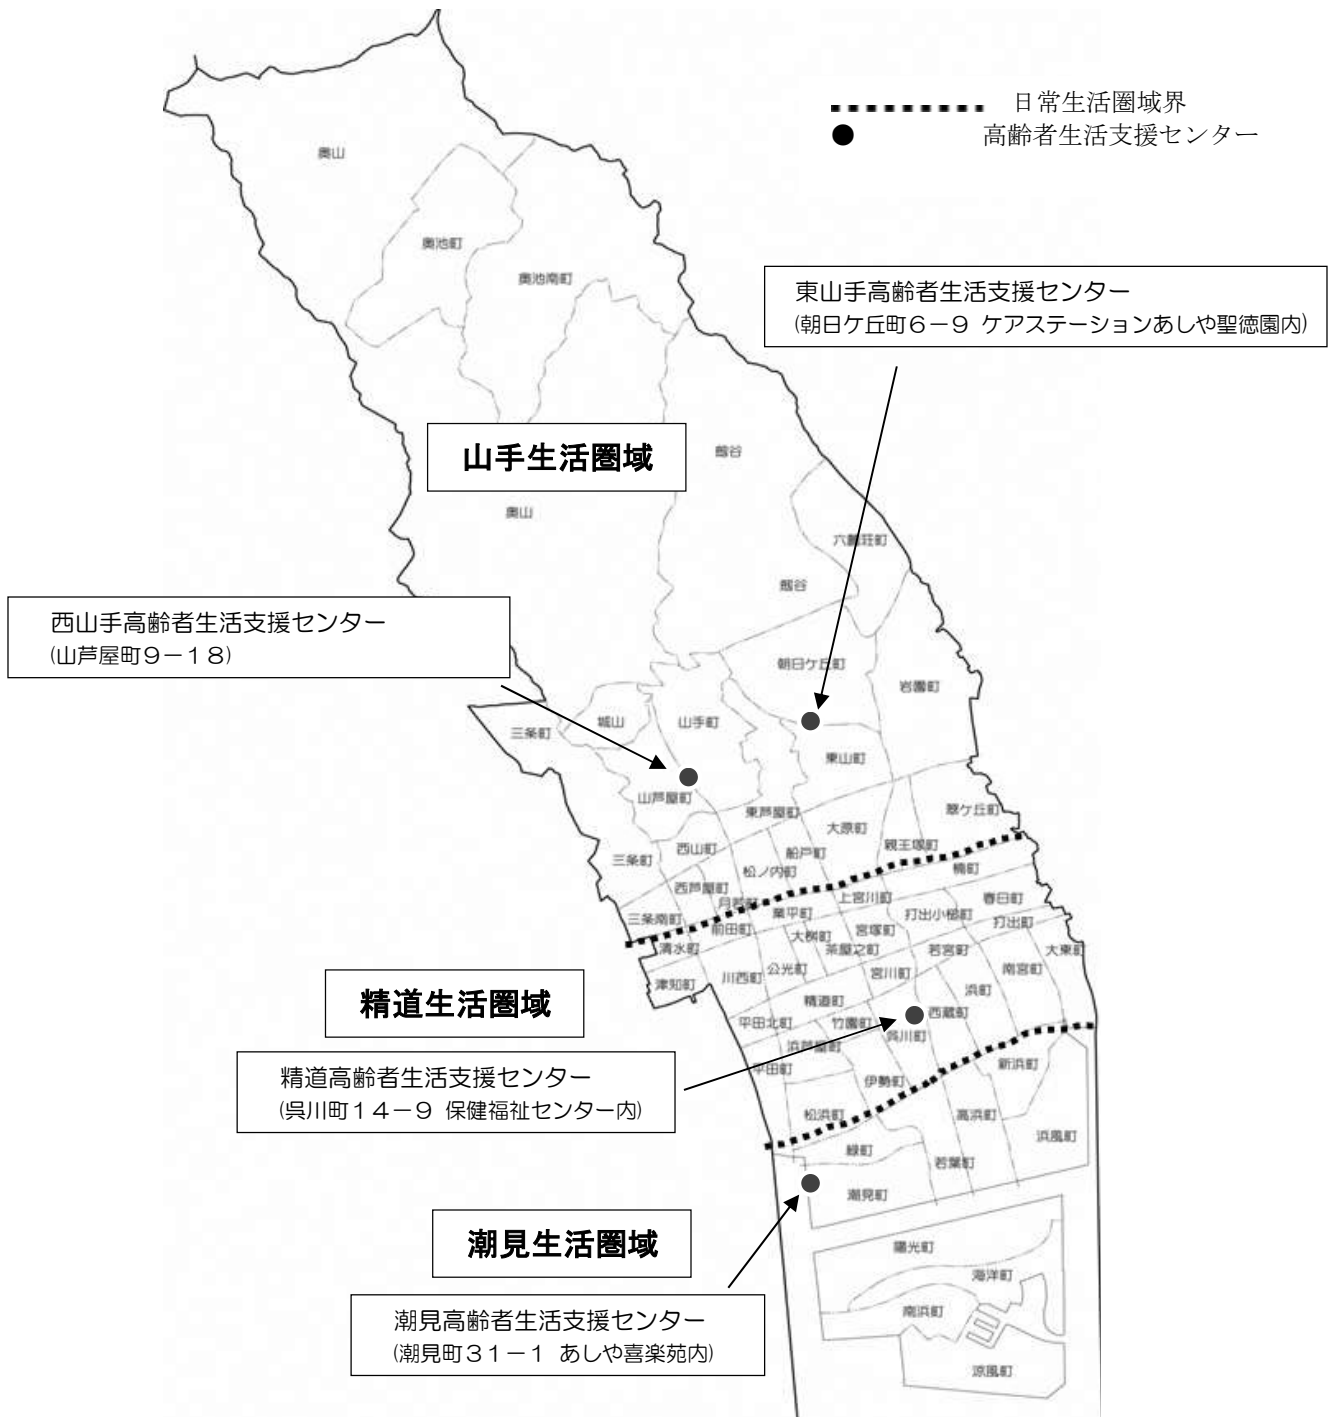 日常生活圏域界
高齢者生活支援センター
奥山
奥池町
奥池南町
東山手高齢者生活支援センター
(朝日ケ丘町6－9 ケアステーションあしや聖徳園内)
山手生活圏域
剱谷
奥山
六麓荘町
剱谷
西山手高齢者生活支援センター
(山芦屋町9－18)
朝日ケ丘町
岩園町
城山
山手町
三条町
東山町
山芦屋町
東芦屋町
翠ケ丘町
大原町
親王塚町
西山町
船戸町
三条町
松ノ内町
楠町
西芦屋町
月若町
上宮川町
春日町
三条南町
業平町
打出小槌町
打出町
前田町
大桝町
宮塚町
清水町
茶屋之町
若宮町
大東町
公光町
川西町
宮川町
南宮町
津知町
浜町
精道生活圏域
精道町
西蔵町
平田北町
竹園町
呉川町
浜芦屋町
平田町
新浜町
精道高齢者生活支援センター
(呉川町14－9 保健福祉センター内)
伊勢町
松浜町
高浜町
浜風町
緑町
若葉町
潮見町
潮見生活圏域
陽光町
海洋町
南浜町
潮見高齢者生活支援センター
(潮見町31－1 あしや喜楽苑内)
涼風町